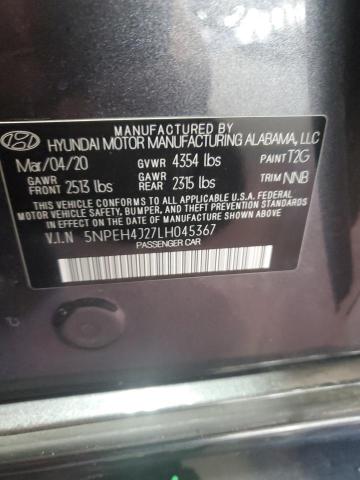 MANUFACTURED BY
HYUNDAI MOTOR MANUFACTURING ALABAMA, LLC
Mar/04/20 GVWR 4354 lbs PAINT T2G
GAWR FRONT 2513 lbs GAWR REAR 2315 lbs TRIM NNB
THIS VEHICLE CONFORMS TO ALL APPLICABLE
FEDERAL MOTOR VEHICLE SAFETY, BUMPER, AND
THEFT PREVENTION STANDARDS IN EFFECT ON
THE DATE OF MANUFACTURE SHOWN ABOVE.
V.I.N 5NPEH4J27LH045367
PASSENGER CAR